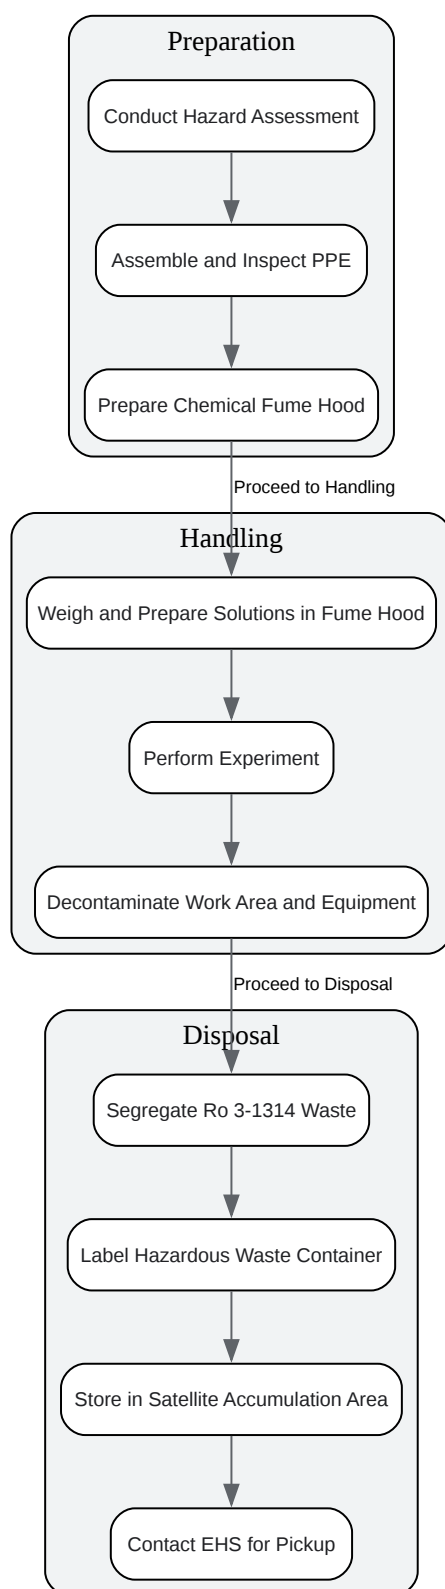 Preparation
Conduct Hazard Assessment
Assemble and Inspect PPE
Prepare Chemical Fume Hood
Proceed to Handling
Handling
Weigh and Prepare Solutions in Fume Hood
Perform Experiment
Decontaminate Work Area and Equipment
Proceed to Disposal
Disposal
Segregate Ro 3-1314 Waste
Label Hazardous Waste Container
Store in Satellite Accumulation Area
Contact EHS for Pickup